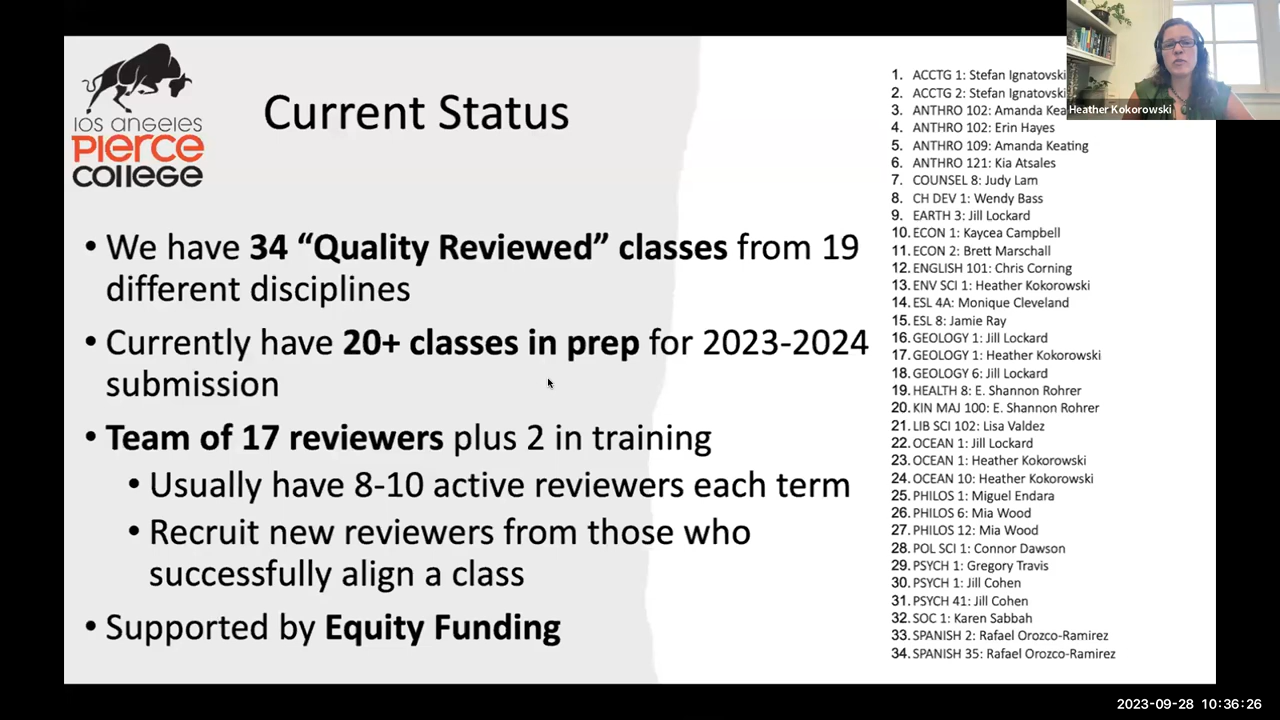 los angeles
PIERCE
COLLEGE
Current Status
• We have 34 “Quality Reviewed” classes from 19
different disciplines
• Currently have 20+ classes in prep for 2023-2024
submission
• Team of 17 reviewers plus 2 in training
• Usually have 8-10 active reviewers each term
• Recruit new reviewers from those who
successfully align a class
• Supported by Equity Funding
1. ACCTG 1: Stefan Ignatovski
2. ACCTG 2: Stefan Ignatovski
3. ANTHRO 102: Amanda
4. ANTHRO 102: Erin Hayes
5. ANTHRO 109: Amanda Keating
6. ANTHRO 121: Kia Atsales
7. COUNSEL 8: Judy Lam
8. CH DEV 1: Wendy Bass
9. EARTH 3: Jill Lockard
10. ECON 1: Kaycea Campbell
11. ECON 2: Brett Marschall
12. ENGLISH 101: Chris Corning
13. ENV SCI 1: Heather Kokorowski
14. ESL 4A: Monique Cleveland
15. ESL 8: Jamie Ray
16. GEOLOGY 1: Jill Lockard
17. GEOLOGY 1: Heather Kokorowski
18. GEOLOGY 6: Jill Lockard
19. HEALTH 8: E. Shannon Rohrer
20. KIN MAJ 100: E. Shannon Rohrer
21. LIB SCI 102: Lisa Valdez
22. OCEAN 1: Jill Lockard
23. OCEAN 1: Heather Kokorowski
24. OCEAN 10: Heather Kokorowski
25. PHILOS 1: Miguel Endara
26. PHILOS 6: Mia Wood
27. PHILOS 12: Mia Wood
28. POL SCI 1: Connor Dawson
29. PSYCH 1: Gregory Travis
30. PSYCH 1: Jill Cohen
31. PSYCH 41: Jill Cohen
32. SOC 1: Karen Sabbah
33. SPANISH 2: Rafael Orozco-Ramirez
34. SPANISH 35: Rafael Orozco-Ramirez
Heather Kokorowski
2023-09-28 10:36:26